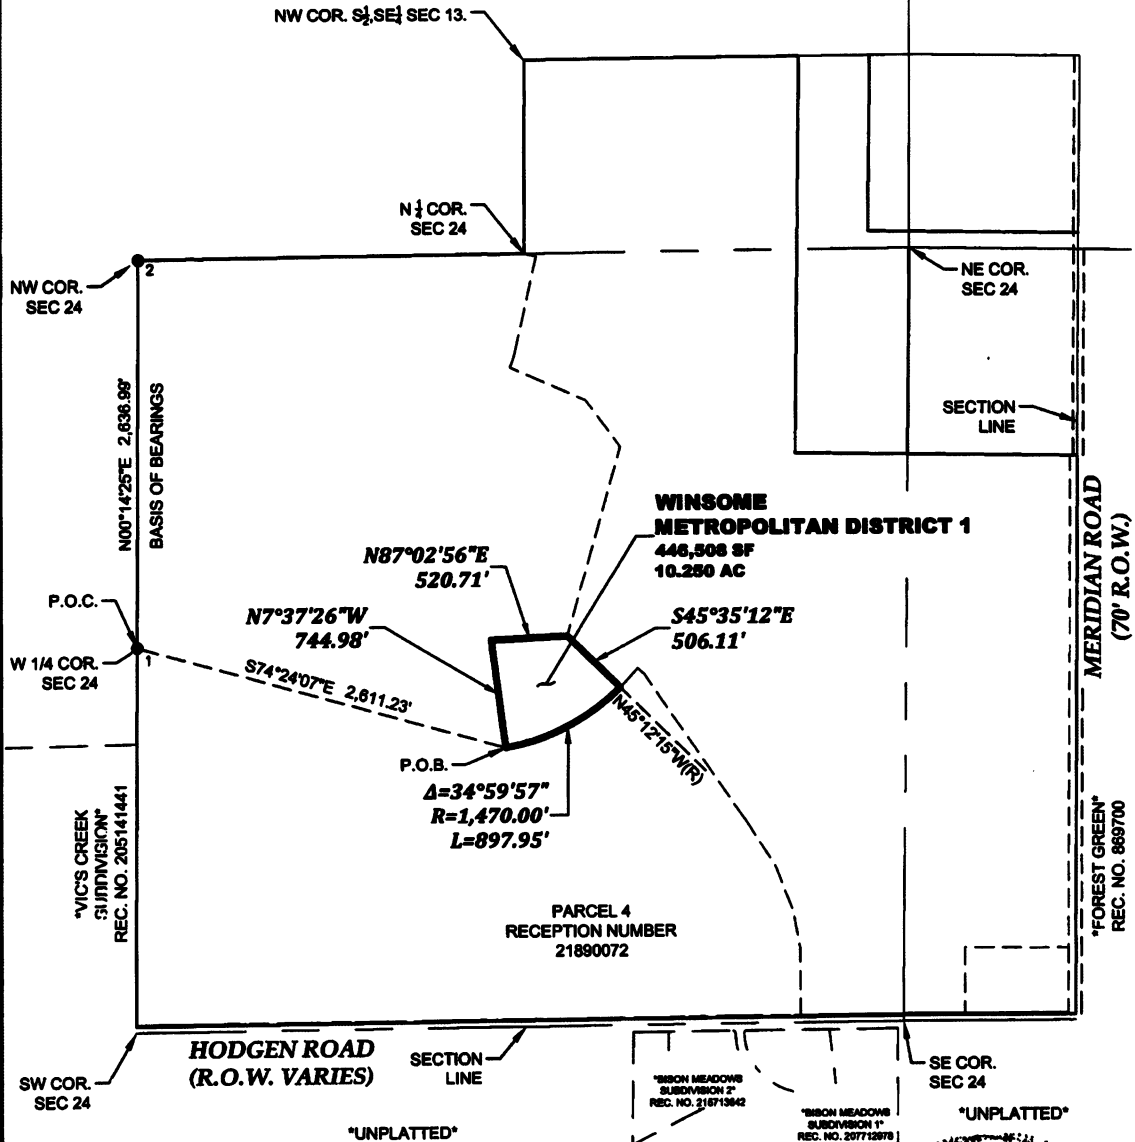 NW COR. S½,SE¼ SEC 13.
N ¼ COR.
SEC 24
NW COR.
SEC 24
2
NE COR.
SEC 24
SECTION
LINE
N00°14'25"E 2,636.99'
BASIS OF BEARINGS
WINSOME
METROPOLITAN DISTRICT 1
446,508 SF
10.250 AC
N87°02'56"E
520.71'
MERIDIAN ROAD
(70' R.O.W.)
P.O.C.
N7°37'26"W
744.98'
S45°35'12"E
506.11'
W 1/4 COR.
SEC 24
1
S74°24'07"E 2,611.23'
N45°12'15"W(R)
P.O.B.
Δ=34°59'57"
R=1,470.00'
L=897.95'
"VIC'S CREEK
SUBDIVISION"
REC. NO. 205141441
"FOREST GREEN"
REC. NO. 869700
PARCEL 4
RECEPTION NUMBER
21890072
HODGEN ROAD
(R.O.W. VARIES)
SECTION
LINE
SW COR.
SEC 24
SE COR.
SEC 24
"BISON MEADOWS
SUBDIVISION 2"
REC. NO. 215713642
"BISON MEADOWS
SUBDIVISION 1"
REC. NO. 207712678
"UNPLATTED"
"UNPLATTED"